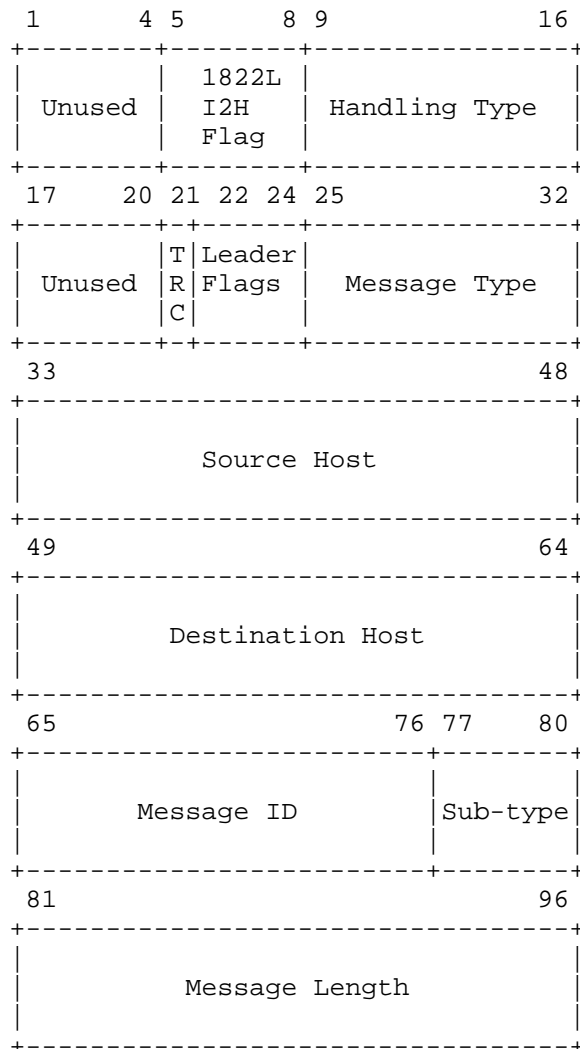 1 4 5 8 9 16
1822L
Unused I2H Handling Type
Flag
17 20 21 22 24 25 32
T Leader
Unused R Flags Message Type
C
33 48
Source Host
49 64
Destination Host
65 76 77 80
Message ID Sub-type
81 96
Message Length